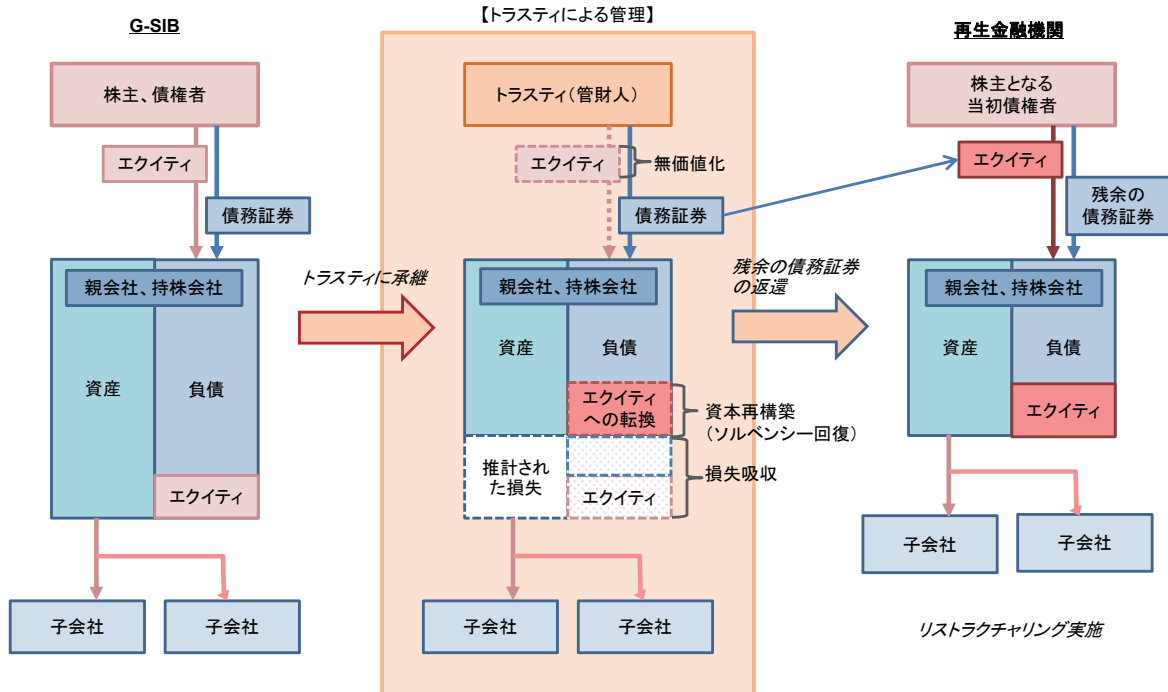 G-SIB
株主、債権者
エクイティ
債務証券
親会社、持株会社
資産
負債
エクイティ
子会社
子会社
トラスティに承継
【トラスティによる管理】
トラスティ（管財人）
エクイティ
無価値化
債務証券
親会社、持株会社
資産
負債
エクイティ
への転換
資本再構築
（ソルベンシー回復）
推計され
た損失
エクイティ
損失吸収
子会社
子会社
残余の債務証券
の返還
再生金融機関
株主となる
当初債権者
エクイティ
残余の
債務証券
親会社、持株会社
資産
負債
エクイティ
子会社
子会社
リストラクチャリング実施